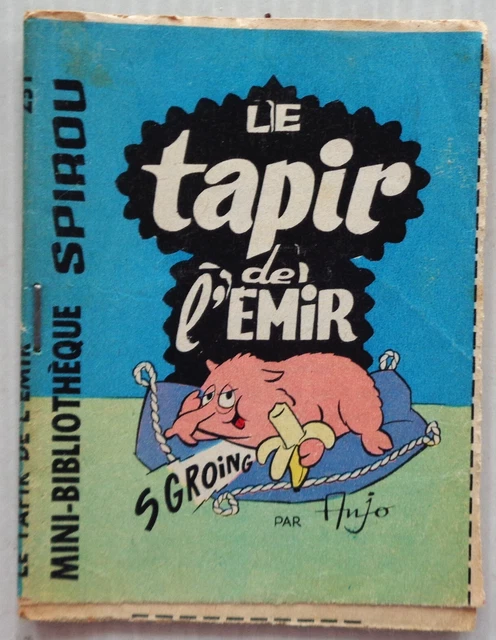 LE
tapir
de
l'EMIR
SGROiNG
PAR Anjo
MINI-BIBLIOTHÈQUE SPIROU
LE TAPIR DE L'EMIR